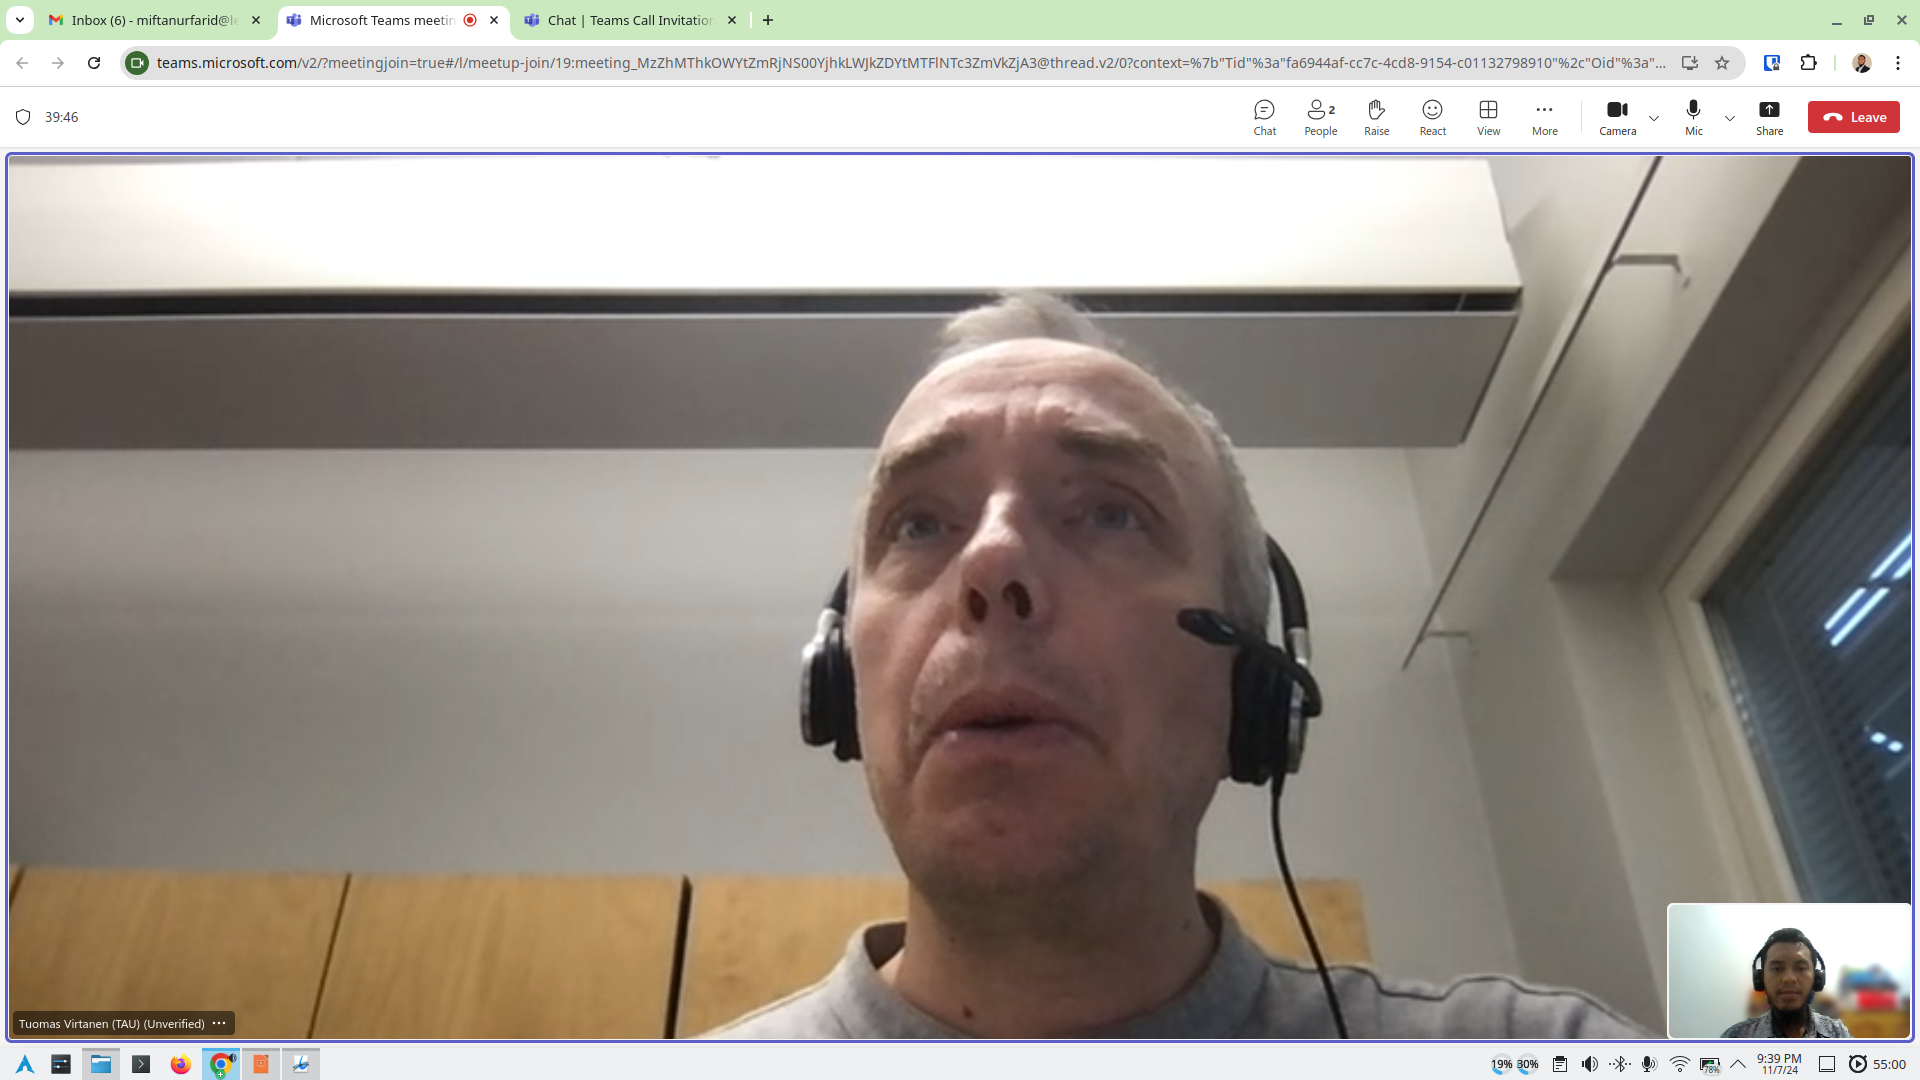 Inbox (6) - miftanurfarid@le
Microsoft Teams meetin
Chat | Teams Call Invitation
teams.microsoft.com/v2/?meetingjoin=true#/l/meetup-join/19:meeting_MzZhMThkOWYtZmRjNS00YjhkLWJkZDYtMTFlNTc3ZmVkZjA3@thread.v2/0?context=%7b"Tid"%3a"fa6944af-cc7c-4cd8-9154-c01132798910"%2c"Oid"%3a"...
39:46
Chat
People 2
Raise
React
View
More
Camera
Mic
Share
Leave
Tuomas Virtanen (TAU) (Unverified)
19% 30%
78%
9:39 PM
11/7/24
55:00